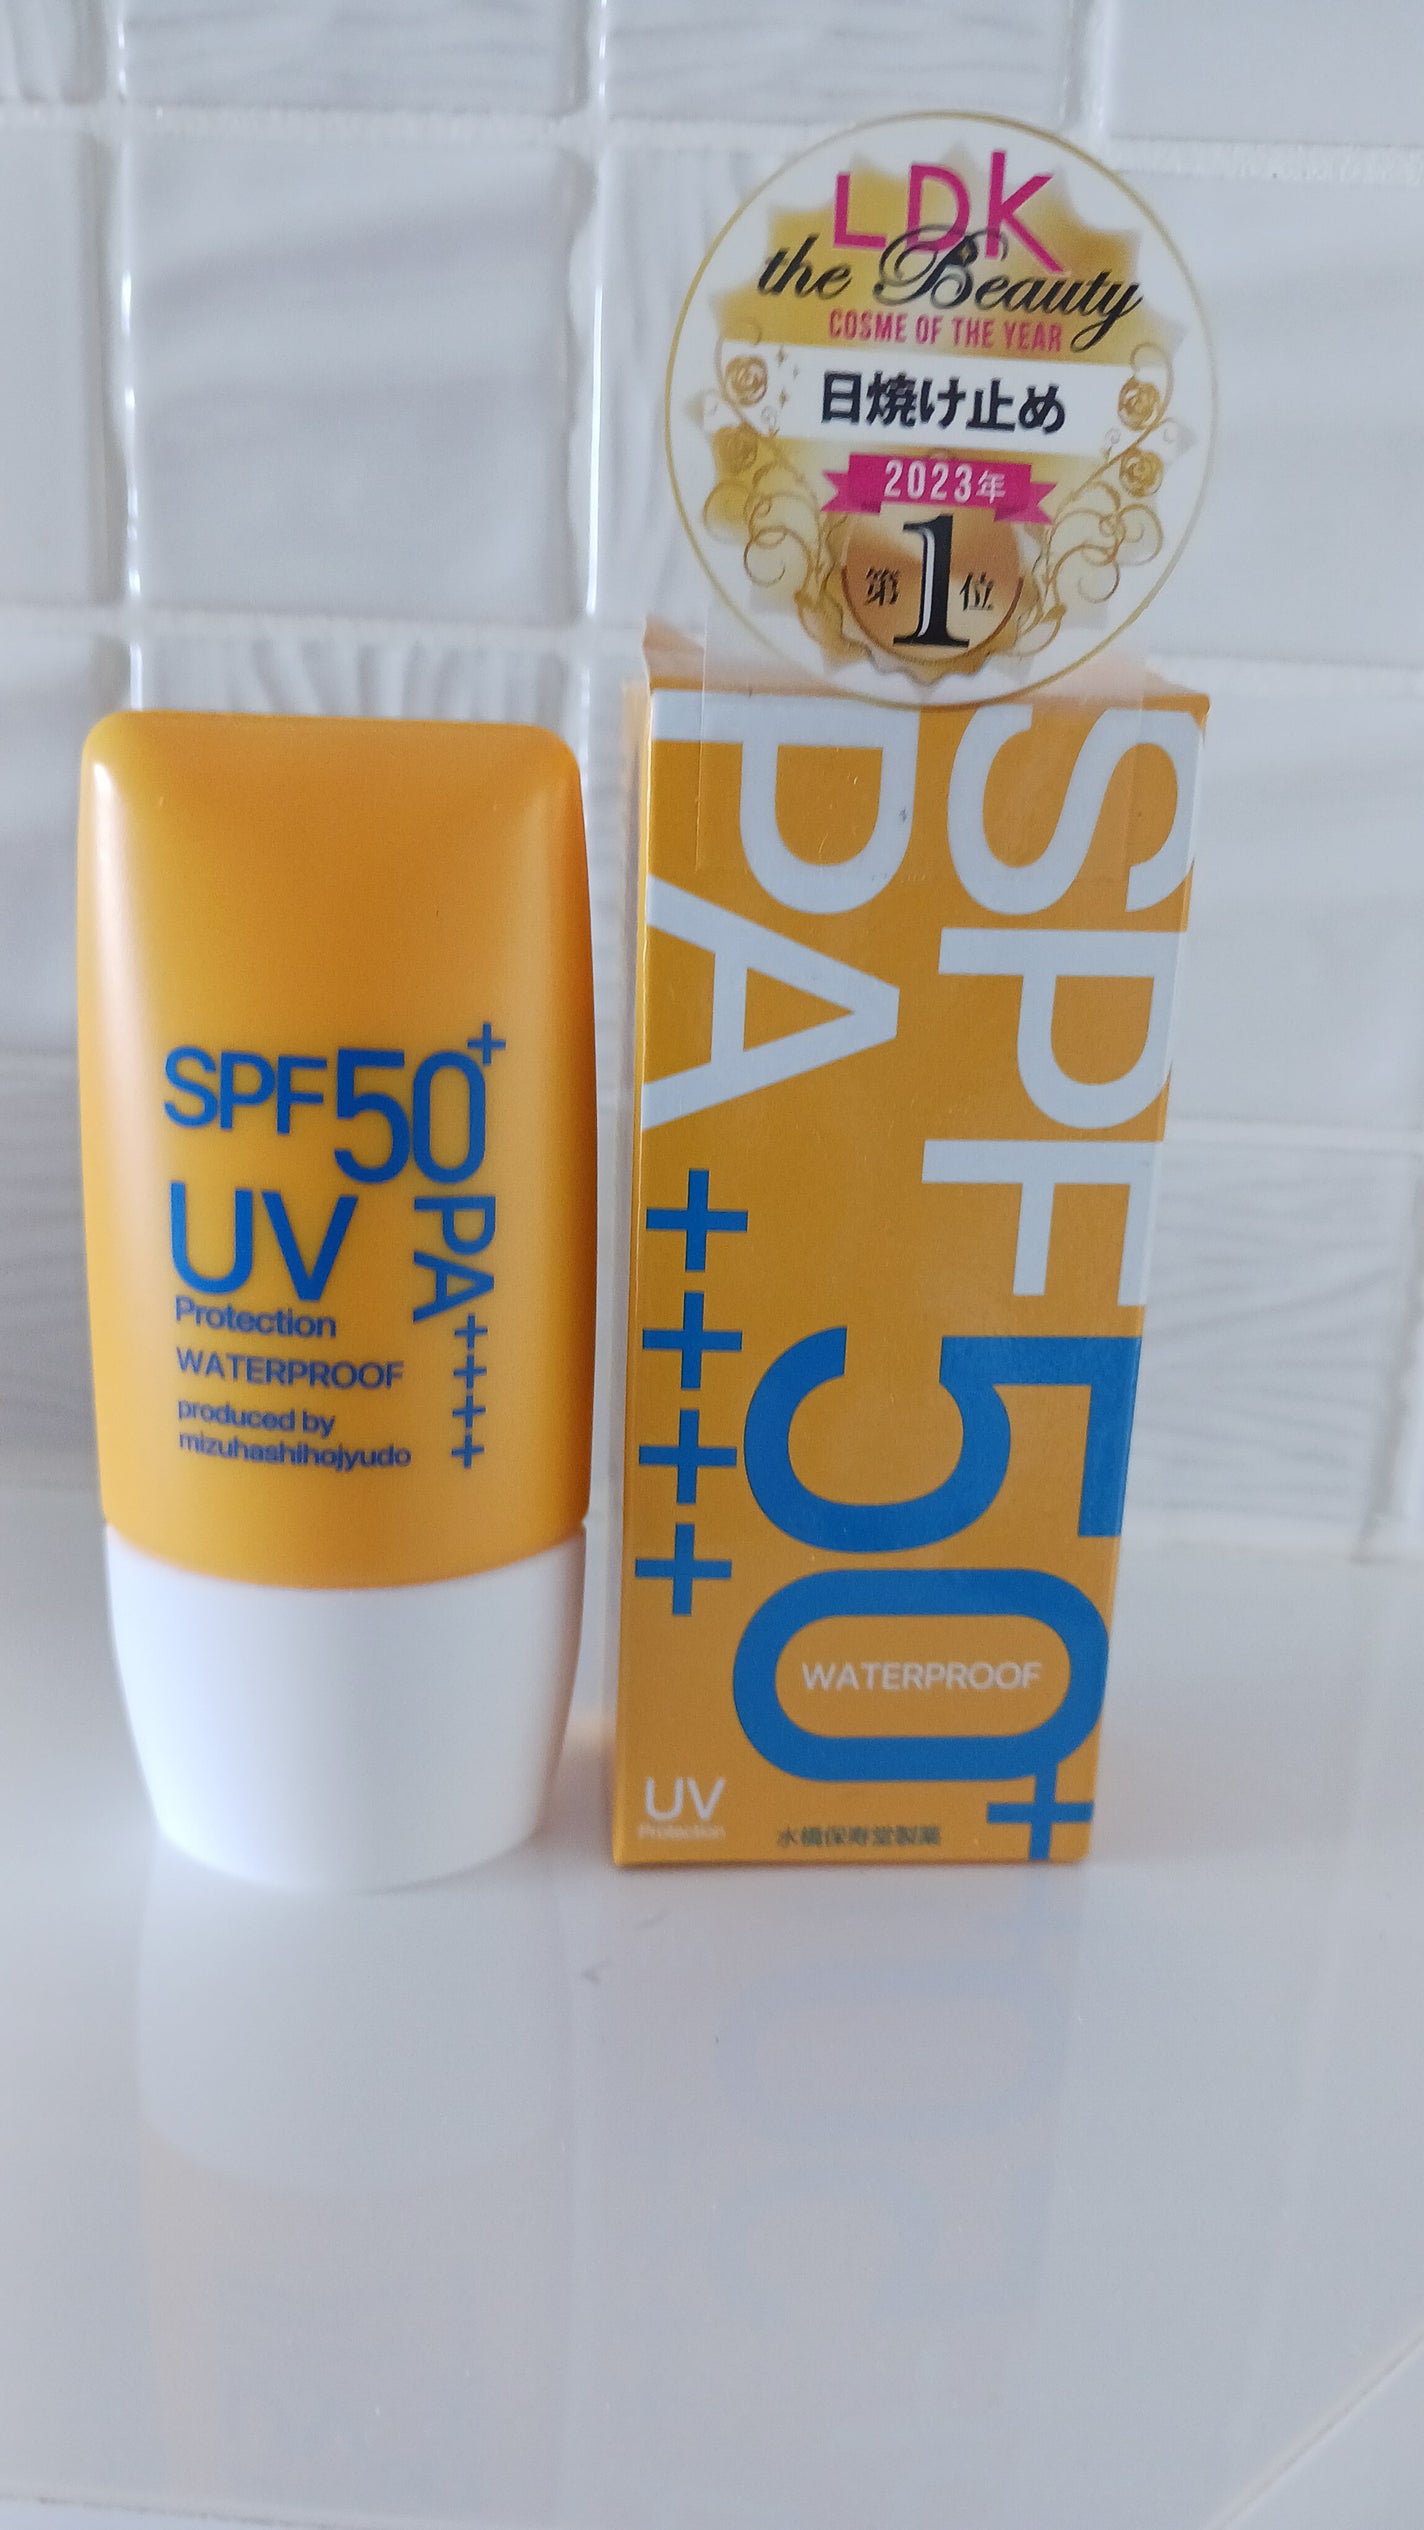 SPF50+
PA++++
UV
Protection
WATERPROOF
produced by
mizuhashihojyudo
LDK
the Beauty
COSME OF THE YEAR
日焼け止め
2023年
第1位
SPF50+
PA++++
WATERPROOF
UV
Protection
水橋保寿堂製薬